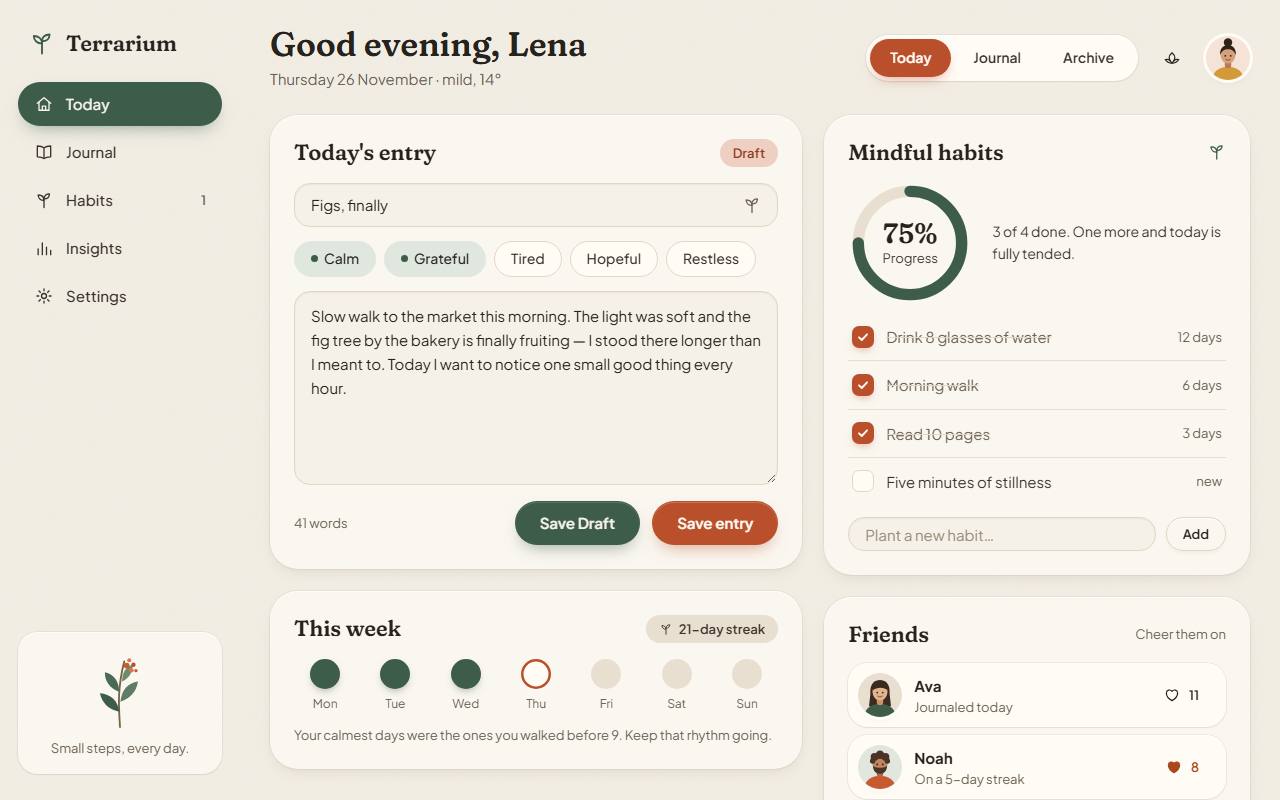 Terrarium
Today
Journal
Habits 1
Insights
Settings
Small steps, every day.
Good evening, Lena
Thursday 26 November · mild, 14°
Today Journal Archive
Today's entry Draft
Figs, finally
Calm Grateful Tired Hopeful Restless
Slow walk to the market this morning. The light was soft and the
fig tree by the bakery is finally fruiting — I stood there longer than
I meant to. Today I want to notice one small good thing every
hour.
41 words Save Draft Save entry
This week 21-day streak
Mon Tue Wed Thu Fri Sat Sun
Your calmest days were the ones you walked before 9. Keep that rhythm going.
Mindful habits
75%
Progress
3 of 4 done. One more and today is
fully tended.
Drink 8 glasses of water 12 days
Morning walk 6 days
Read 10 pages 3 days
Five minutes of stillness new
Plant a new habit… Add
Friends Cheer them on
Ava
Journaled today
11
Noah
On a 5-day streak
8